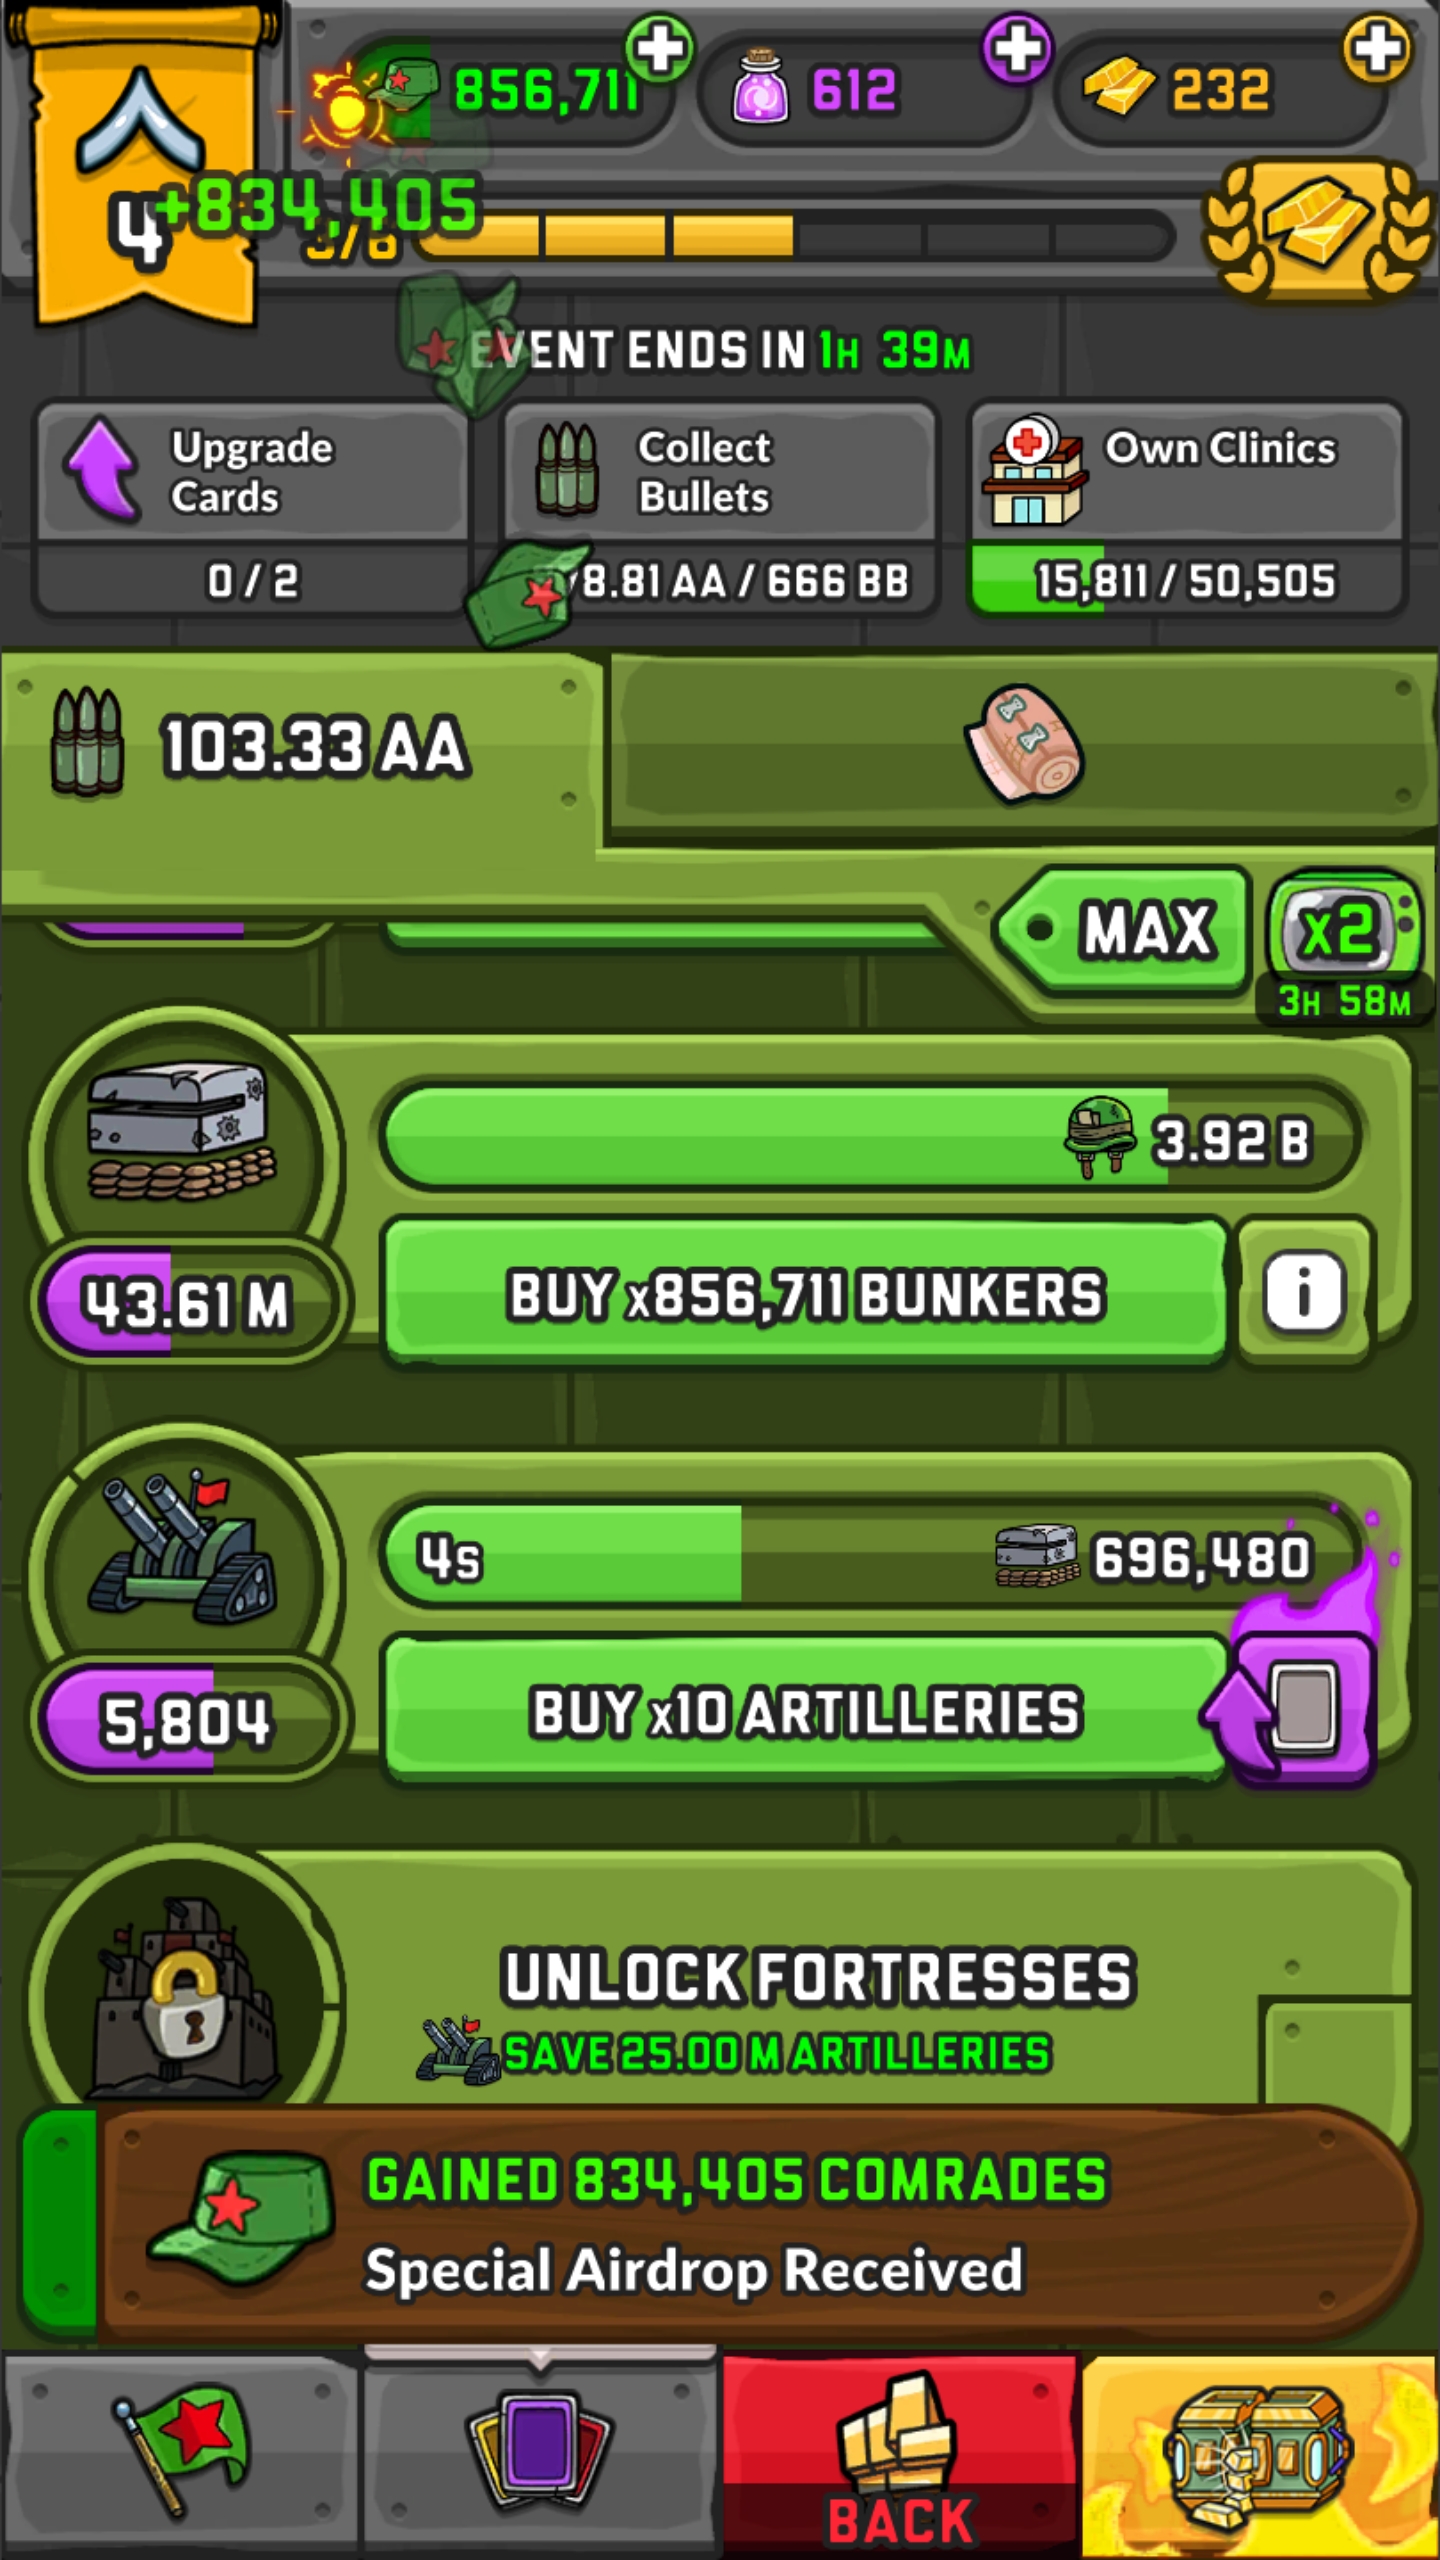 856,711
612
232
4
+834,405
EVENT ENDS IN 1H 39M
Upgrade
Cards
Collect
Bullets
Own Clinics
0 / 2
8.81 AA / 666 BB
15,811 / 50,505
103.33 AA
MAX
x2
3H 58M
3.92 B
43.61 M
BUY x856,711 BUNKERS
i
4s
696,480
5,804
BUY x10 ARTILLERIES
UNLOCK FORTRESSES
SAVE 25.00 M ARTILLERIES
GAINED 834,405 COMRADES
Special Airdrop Received
BACK